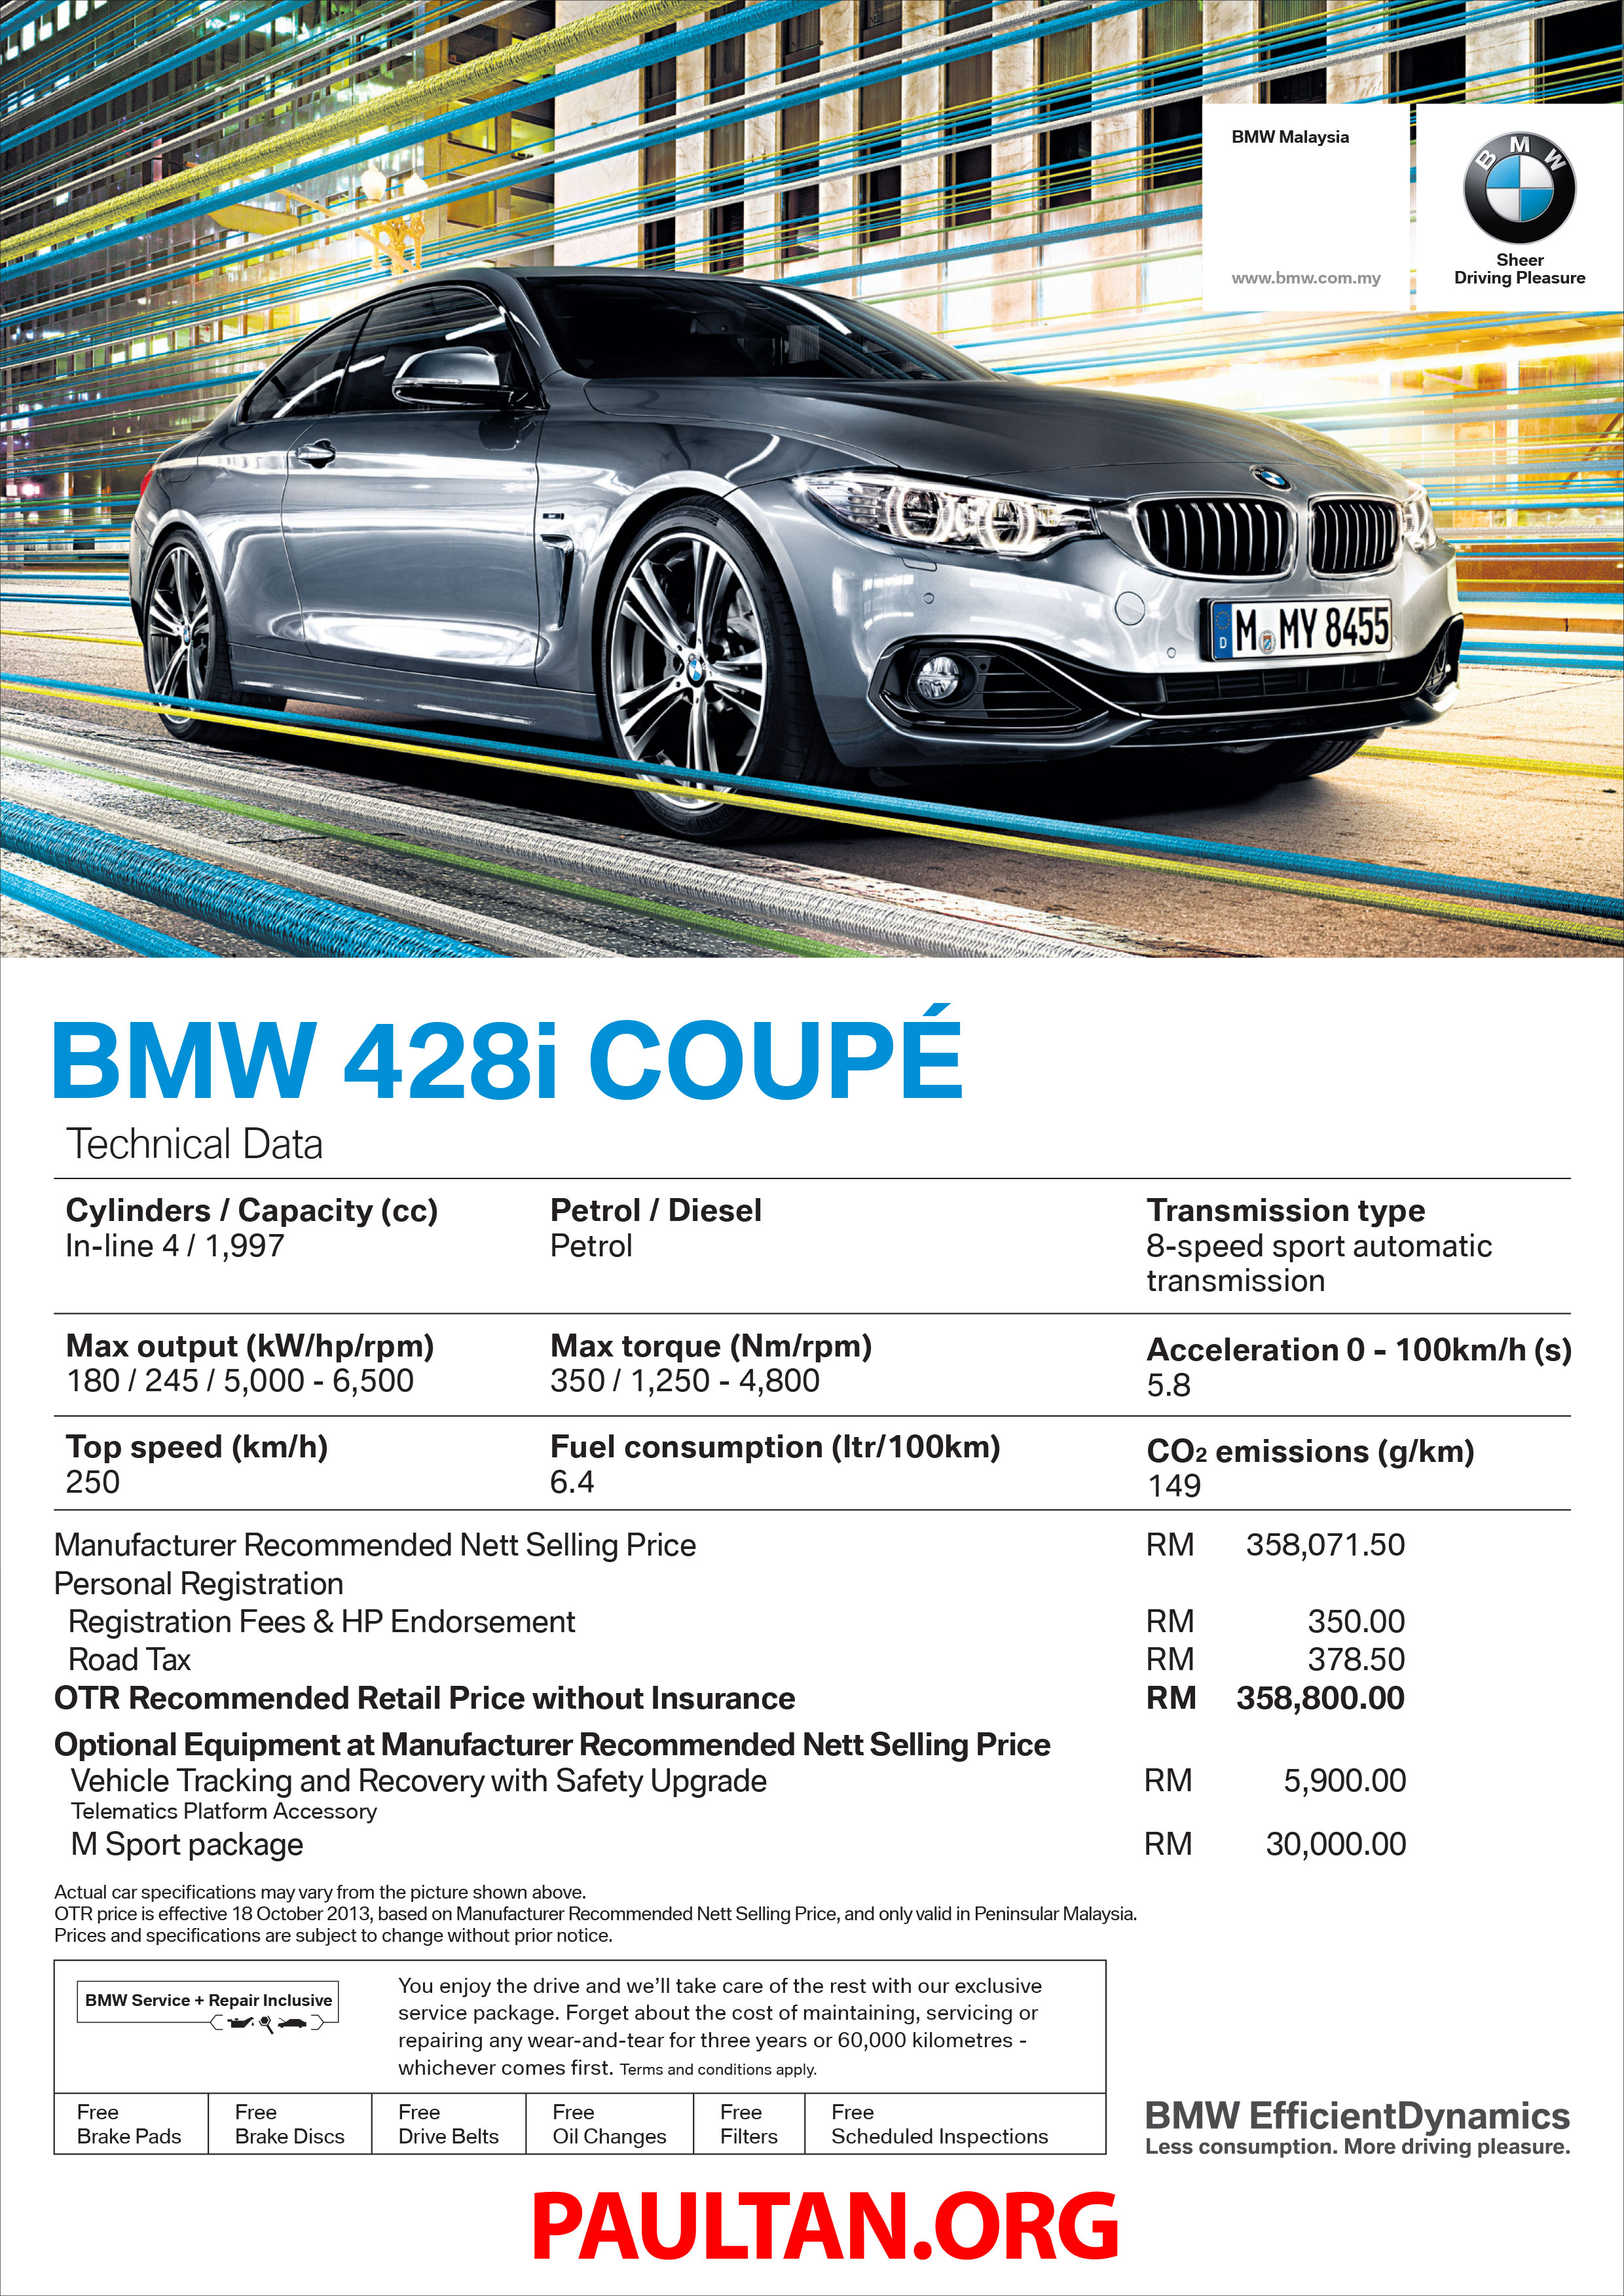 BMW Malaysia
www.bmw.com.my
B M W
Sheer
Driving Pleasure
M MY 8455
D
BMW 428i COUPÉ
Technical Data
Cylinders / Capacity (cc)
In-line 4 / 1,997
Petrol / Diesel
Petrol
Transmission type
8-speed sport automatic
transmission
Max output (kW/hp/rpm)
180 / 245 / 5,000 - 6,500
Max torque (Nm/rpm)
350 / 1,250 - 4,800
Acceleration 0 - 100km/h (s)
5.8
Top speed (km/h)
250
Fuel consumption (ltr/100km)
6.4
CO2 emissions (g/km)
149
Manufacturer Recommended Nett Selling Price RM 358,071.50
Personal Registration
Registration Fees & HP Endorsement RM 350.00
Road Tax RM 378.50
OTR Recommended Retail Price without Insurance RM 358,800.00
Optional Equipment at Manufacturer Recommended Nett Selling Price
Vehicle Tracking and Recovery with Safety Upgrade RM 5,900.00
Telematics Platform Accessory
M Sport package RM 30,000.00
Actual car specifications may vary from the picture shown above.
OTR price is effective 18 October 2013, based on Manufacturer Recommended Nett Selling Price, and only valid in Peninsular Malaysia.
Prices and specifications are subject to change without prior notice.
BMW Service + Repair Inclusive
You enjoy the drive and we'll take care of the rest with our exclusive
service package. Forget about the cost of maintaining, servicing or
repairing any wear-and-tear for three years or 60,000 kilometres -
whichever comes first. Terms and conditions apply.
Free
Brake Pads
Free
Brake Discs
Free
Drive Belts
Free
Oil Changes
Free
Filters
Free
Scheduled Inspections
BMW EfficientDynamics
Less consumption. More driving pleasure.
PAULTAN.ORG